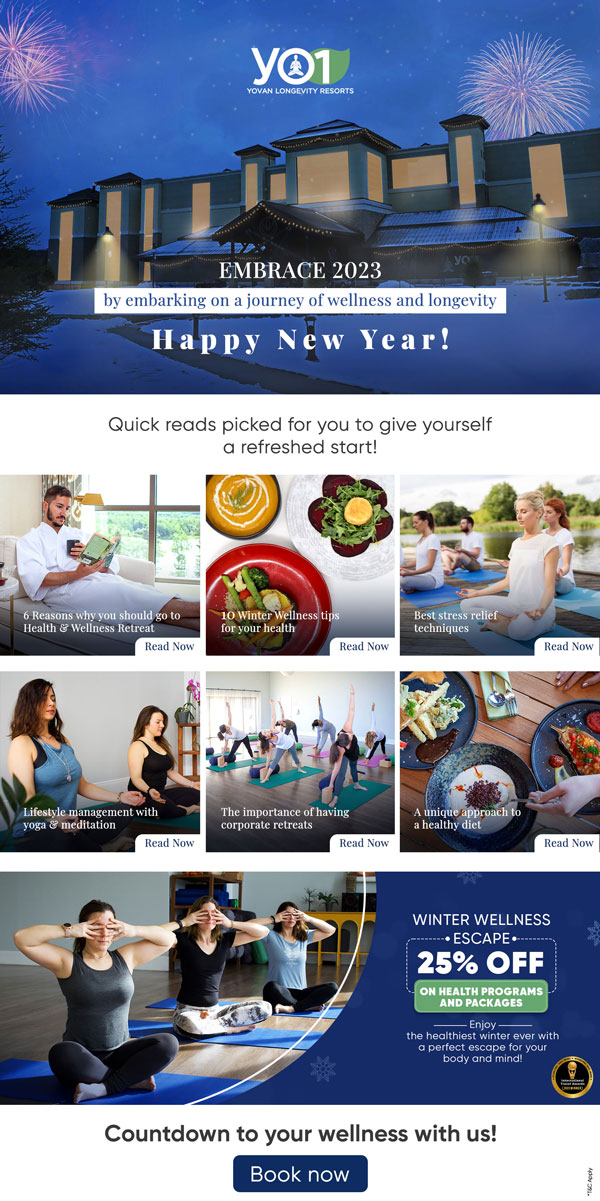 yo1
YOVAN LONGEVITY RESORTS
EMBRACE 2023
by embarking on a journey of wellness and longevity
Happy New Year!
Quick reads picked for you to give yourself
a refreshed start!
6 Reasons why you should go to
Health & Wellness Retreat
Read Now
10 Winter Wellness tips
for your health
Read Now
Best stress relief
techniques
Read Now
Lifestyle management with
yoga & meditation
Read Now
The importance of having
corporate retreats
Read Now
A unique approach to
a healthy diet
Read Now
WINTER WELLNESS
ESCAPE
25% OFF
ON HEALTH PROGRAMS
AND PACKAGES
Enjoy
the healthiest winter ever with
a perfect escape for your
body and mind!
International
Travel Awards
Countdown to your wellness with us!
Book now
*T&C Apply